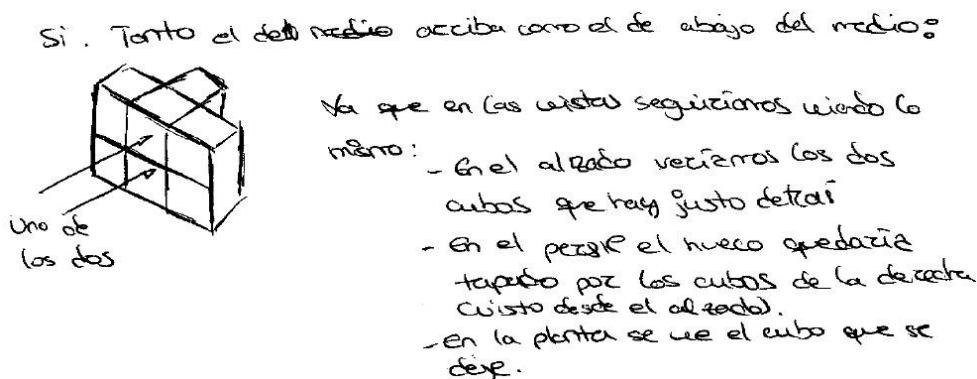 Si. Tanto el del medio arriba como el de abajo del medio:
Ya que en las vistas seguiríamos viendo lo
mismo:
- En el alzado veríamos los dos
cubos que hay justo detrás
- En el perfil el hueco quedaría
tapado por los cubos de la derecha
(visto desde el alzado).
- en la planta se ve el cubo que se
deje.
Uno de
los dos